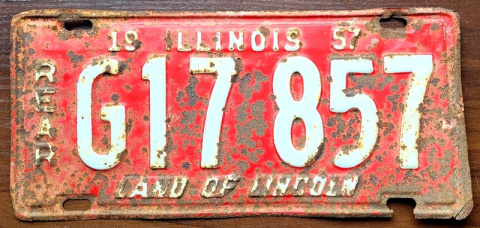 19 ILLINOIS 57
REAR
G17 857
LAND OF LINCOLN